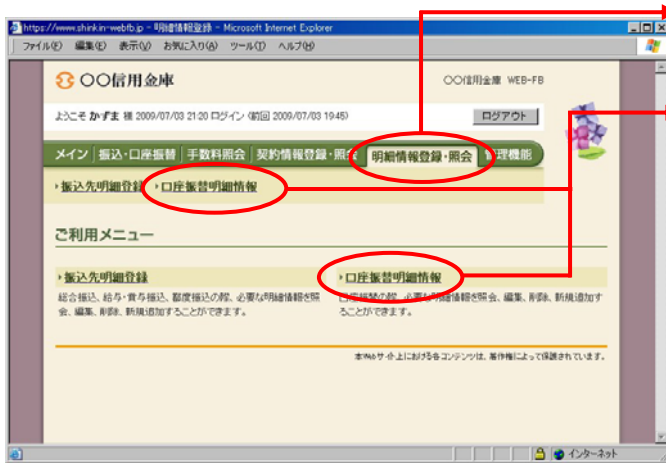 https://www.shinkin-webfb.jp - 明細情報登録 - Microsoft Internet Explorer
ファイル(F) 編集(E) 表示(V) お気に入り(A) ツール(T) ヘルプ(H)
〇〇信用金庫
〇〇信用金庫 WEB-FB
ようこそ かずま 様 2009/07/03 21:20 ログイン (前回 2009/07/03 19:45)
ログアウト
メイン 振込・口座振替 手数料照会 契約情報登録・照会 明細情報登録・照会 管理機能
振込先明細登録 口座振替明細情報
ご利用メニュー
振込先明細登録
総合振込、給与・賞与振込、都度振込の際、必要な明細情報を照
会、編集、削除、新規追加することができます。
口座振替明細情報
口座振替の際、必要な明細情報を照会、編集、削除、新規追加す
ることができます。
本Webサイト上における各コンテンツは、著作権によって保護されています。
インターネット